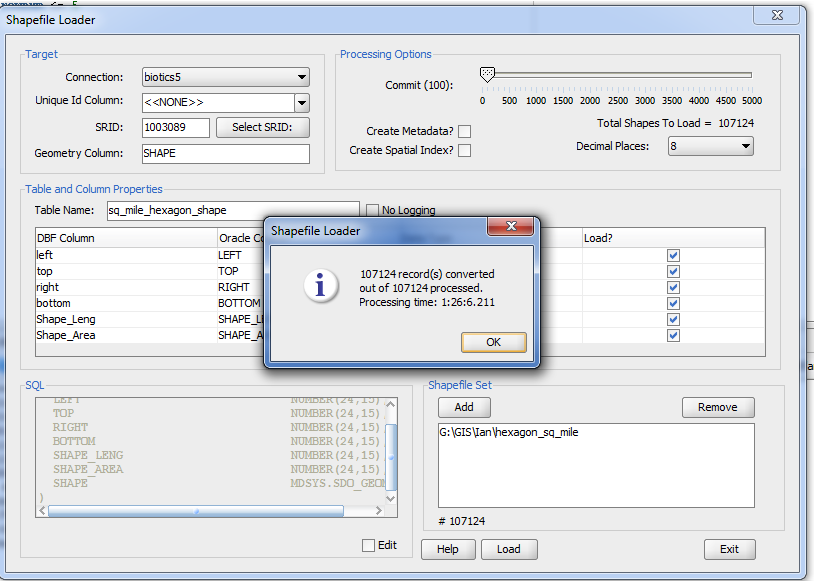 Shapefile Loader
Target
Connection: biotics5
Unique Id Column: <<NONE>>
SRID: 1003089 Select SRID:
Geometry Column: SHAPE
Processing Options
Commit (100):
0 500 1000 1500 2000 2500 3000 3500 4000 4500 5000
Total Shapes To Load = 107124
Create Metadata?
Create Spatial Index?
Decimal Places: 8
Table and Column Properties
Table Name: sq_mile_hexagon_shape No Logging
DBF Column Oracle Co Load?
left LEFT
top TOP
right RIGHT
bottom BOTTOM
Shape_Leng SHAPE_LE
Shape_Area SHAPE_A
Shapefile Loader
107124 record(s) converted
out of 107124 processed.
Processing time: 1:26:6.211
OK
SQL
LEFT NUMBER(24,15)
TOP NUMBER(24,15)
RIGHT NUMBER(24,15)
BOTTOM NUMBER(24,15)
SHAPE_LENG NUMBER(24,15)
SHAPE_AREA NUMBER(24,15)
SHAPE MDSYS.SDO_GEOM
)
Edit
Shapefile Set
Add Remove
G:\GIS\Ian\hexagon_sq_mile
# 107124
Help Load Exit